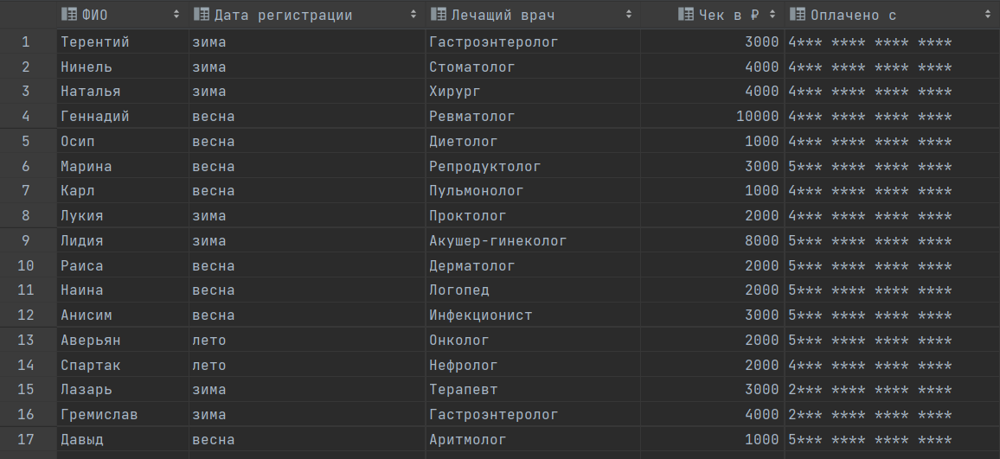 ФИО Дата регистрации Лечащий врач Чек в ₽ Оплачено с
1 Терентий зима Гастроэнтеролог 3000 4*** **** **** ****
2 Нинель зима Стоматолог 4000 4*** **** **** ****
3 Наталья зима Хирург 4000 4*** **** **** ****
4 Геннадий весна Ревматолог 10000 4*** **** **** ****
5 Осип весна Диетолог 1000 4*** **** **** ****
6 Марина весна Репродуктолог 3000 5*** **** **** ****
7 Карл весна Пульмонолог 1000 4*** **** **** ****
8 Лукия зима Проктолог 2000 4*** **** **** ****
9 Лидия зима Акушер-гинеколог 8000 5*** **** **** ****
10 Раиса весна Дерматолог 2000 5*** **** **** ****
11 Наина весна Логопед 2000 5*** **** **** ****
12 Анисим весна Инфекционист 3000 5*** **** **** ****
13 Аверьян лето Онколог 2000 5*** **** **** ****
14 Спартак лето Нефролог 2000 4*** **** **** ****
15 Лазарь зима Терапевт 3000 2*** **** **** ****
16 Гремислав зима Гастроэнтеролог 4000 2*** **** **** ****
17 Давыд весна Аритмолог 1000 5*** **** **** ****